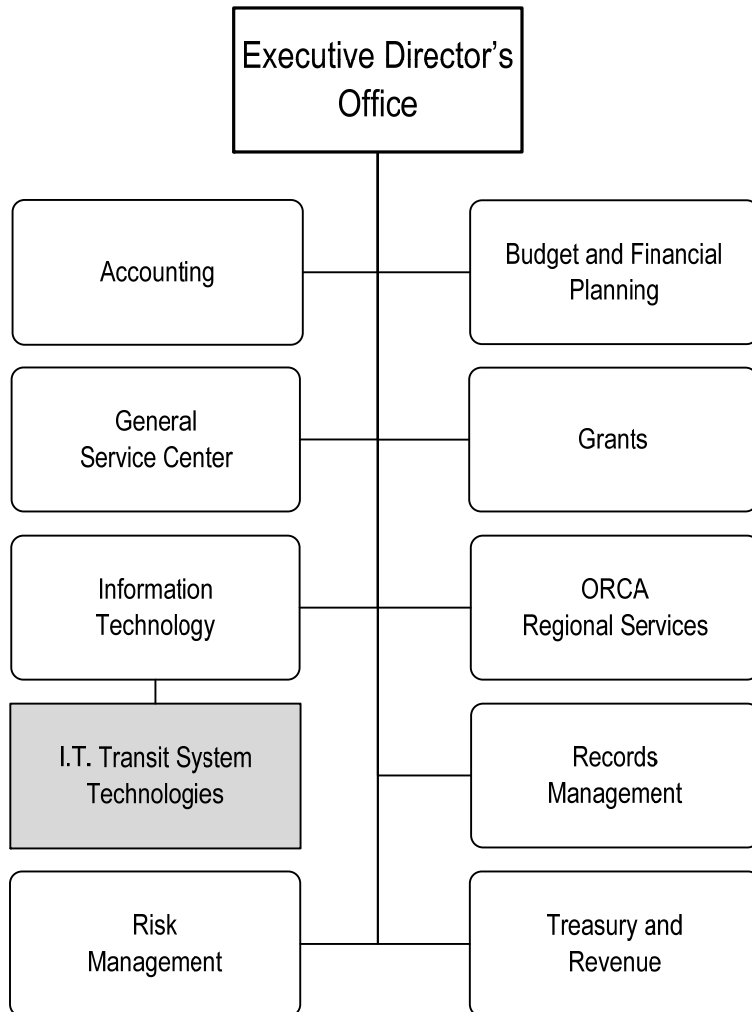 Executive Director’s
Office
Accounting
Budget and Financial
Planning
General
Service Center
Grants
Information
Technology
ORCA
Regional Services
I.T. Transit System
Technologies
Records
Management
Risk
Management
Treasury and
Revenue